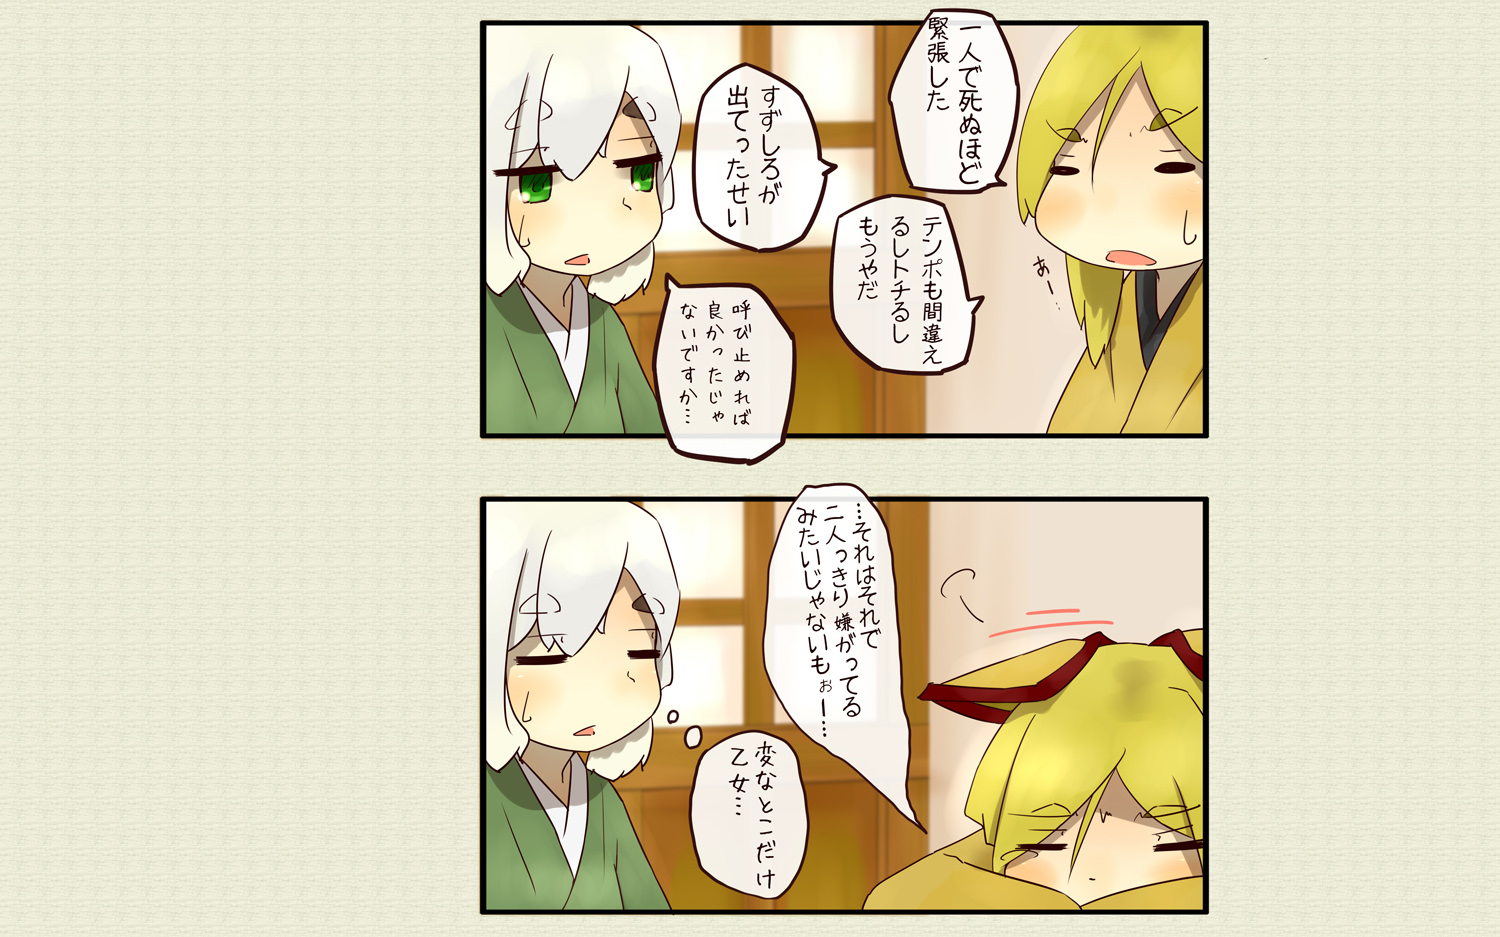 一人で死ぬほど
緊張した
すずしろが
出てったせい
テンポも間違え
るしトチるし
もうやだ
あー…
呼び止めれば
良かったじゃ
ないですか…
…それはそれで
二人っきり嫌がってる
みたいじゃないもぉー…
変なとこだけ
乙女…